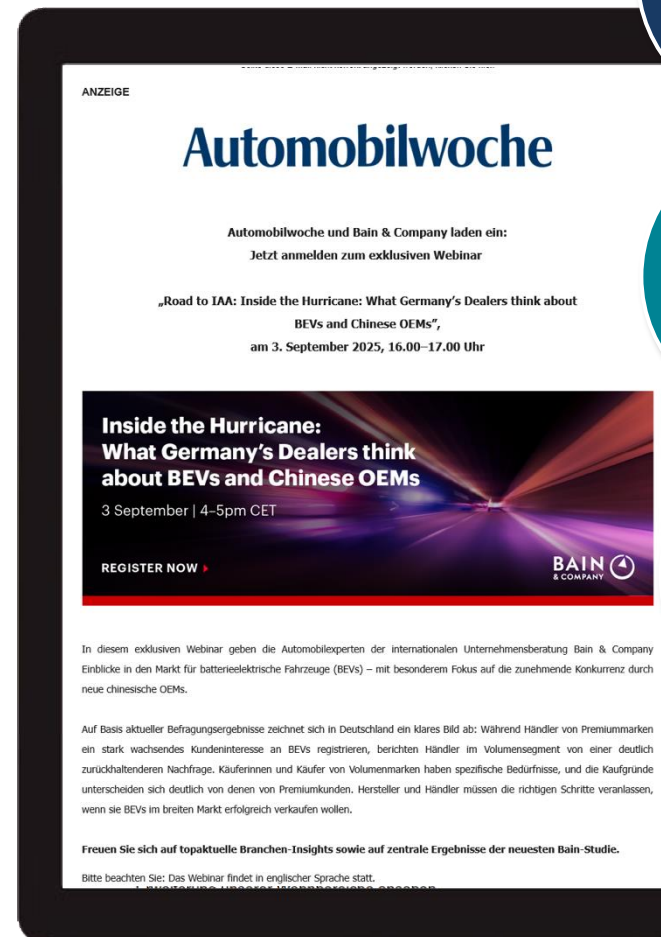 ANZEIGE
Automobilwoche
Automobilwoche und Bain & Company laden ein:
Jetzt anmelden zum exklusiven Webinar
„Road to IAA: Inside the Hurricane: What Germany’s Dealers think about
BEVs and Chinese OEMs”,
am 3. September 2025, 16.00–17.00 Uhr
Inside the Hurricane:
What Germany’s Dealers think
about BEVs and Chinese OEMs
3 September | 4–5pm CET
REGISTER NOW
BAIN
& COMPANY
In diesem exklusiven Webinar geben die Automobilexperten der internationalen Unternehmensberatung Bain & Company
Einblicke in den Markt für batterieelektrische Fahrzeuge (BEVs) – mit besonderem Fokus auf die zunehmende Konkurrenz durch
neue chinesische OEMs.
Auf Basis aktueller Befragungsergebnisse zeichnet sich in Deutschland ein klares Bild ab: Während Händler von Premiummarken
ein stark wachsendes Kundeninteresse an BEVs registrieren, berichten Händler im Volumensegment von einer deutlich
zurückhaltenderen Nachfrage. Käuferinnen und Käufer von Volumenmarken haben spezifische Bedürfnisse, und die Kaufgründe
unterscheiden sich deutlich von denen von Premiumkunden. Hersteller und Händler müssen die richtigen Schritte veranlassen,
wenn sie BEVs im breiten Markt erfolgreich verkaufen wollen.
Freuen Sie sich auf topaktuelle Branchen-Insights sowie auf zentrale Ergebnisse der neuesten Bain-Studie.
Bitte beachten Sie: Das Webinar findet in englischer Sprache statt.